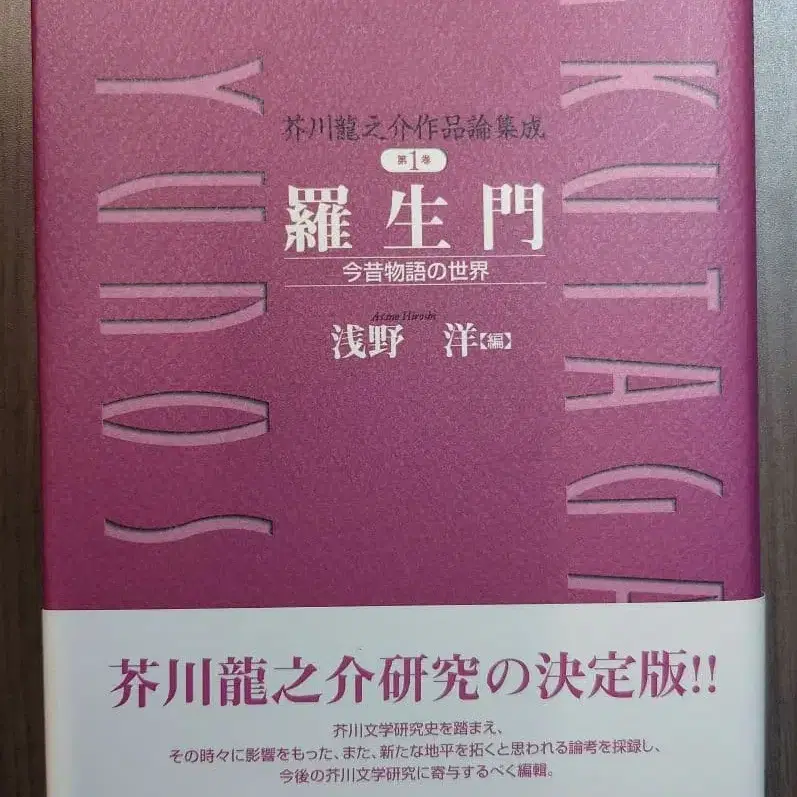 芥川龍之介作品論集成
第1巻
羅生門
今昔物語の世界
Asano Hiroshi
浅野 洋【編】
YUNOS
KUTAGA
芥川龍之介研究の決定版!!
芥川文学研究史を踏まえ、
その時々に影響をもった、また、新たな地平を拓くと思われる論考を採録し、
今後の芥川文学研究に寄与するべく編輯。